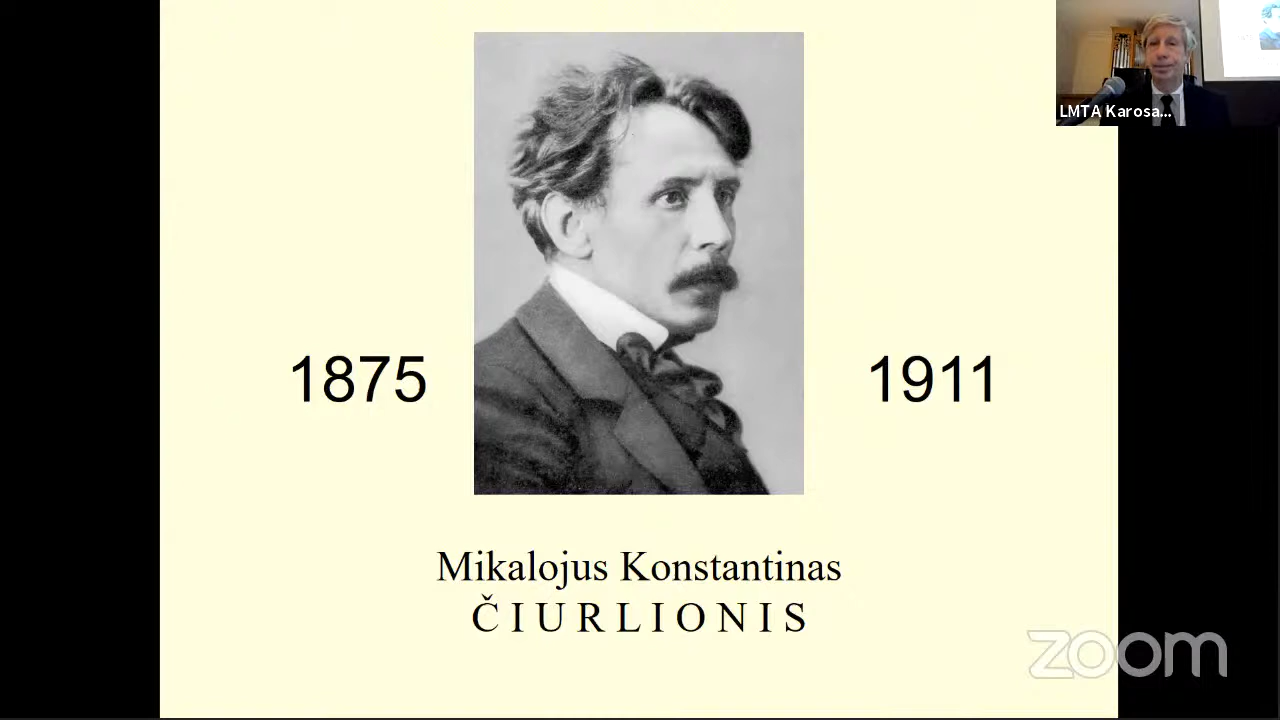 LMTA Karosa...
1875
1911
Mikalojus Konstantinas
ČIURLIONIS
zoom